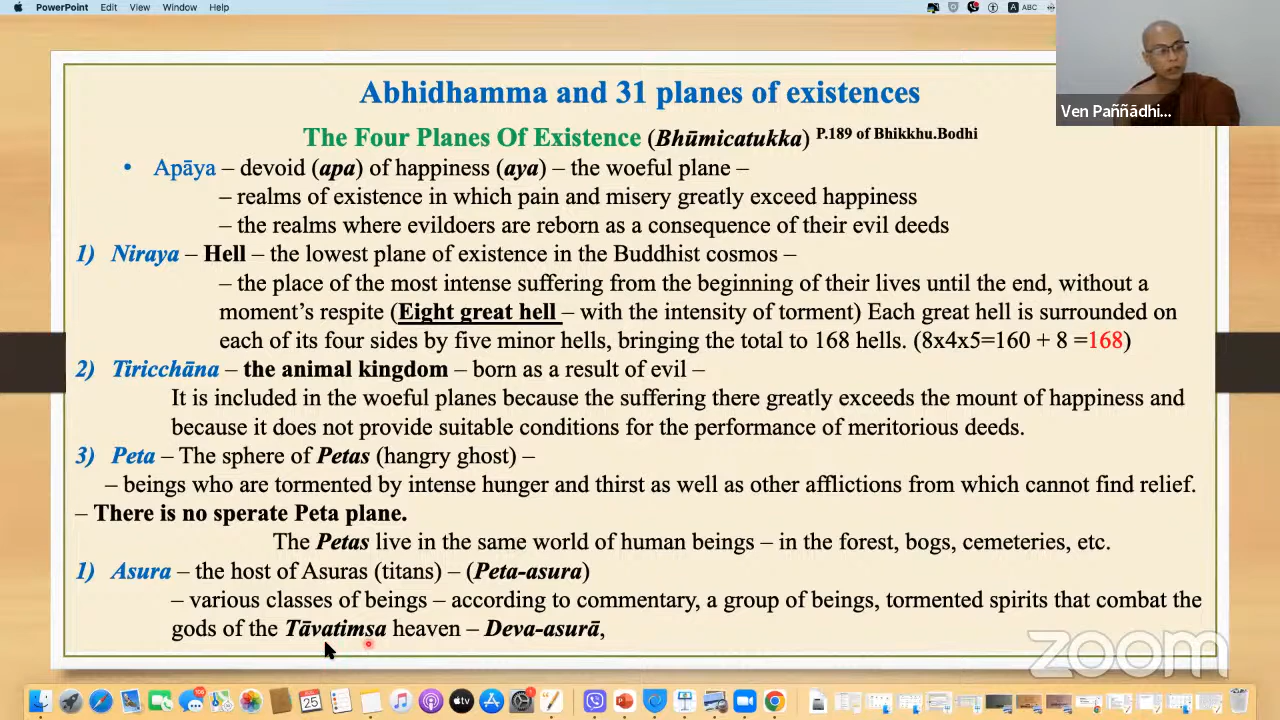 PowerPoint Edit View Window Help
ABC
Ven Paññādhi...
Abhidhamma and 31 planes of existences
The Four Planes Of Existence (Bhūmicatukka) P.189 of Bhikkhu.Bodhi
• Apāya – devoid (apa) of happiness (aya) – the woeful plane –
– realms of existence in which pain and misery greatly exceed happiness
– the realms where evildoers are reborn as a consequence of their evil deeds
1) Niraya – Hell – the lowest plane of existence in the Buddhist cosmos –
– the place of the most intense suffering from the beginning of their lives until the end, without a
moment’s respite (Eight great hell – with the intensity of torment) Each great hell is surrounded on
each of its four sides by five minor hells, bringing the total to 168 hells. (8x4x5=160 + 8 =168)
2) Tiricchāna – the animal kingdom – born as a result of evil –
It is included in the woeful planes because the suffering there greatly exceeds the mount of happiness and
because it does not provide suitable conditions for the performance of meritorious deeds.
3) Peta – The sphere of Petas (hangry ghost) –
– beings who are tormented by intense hunger and thirst as well as other afflictions from which cannot find relief.
– There is no sperate Peta plane.
The Petas live in the same world of human beings – in the forest, bogs, cemeteries, etc.
1) Asura – the host of Asuras (titans) – (Peta-asura)
– various classes of beings – according to commentary, a group of beings, tormented spirits that combat the
gods of the Tāvatimsa heaven – Deva-asurā,
zoom
25
tv